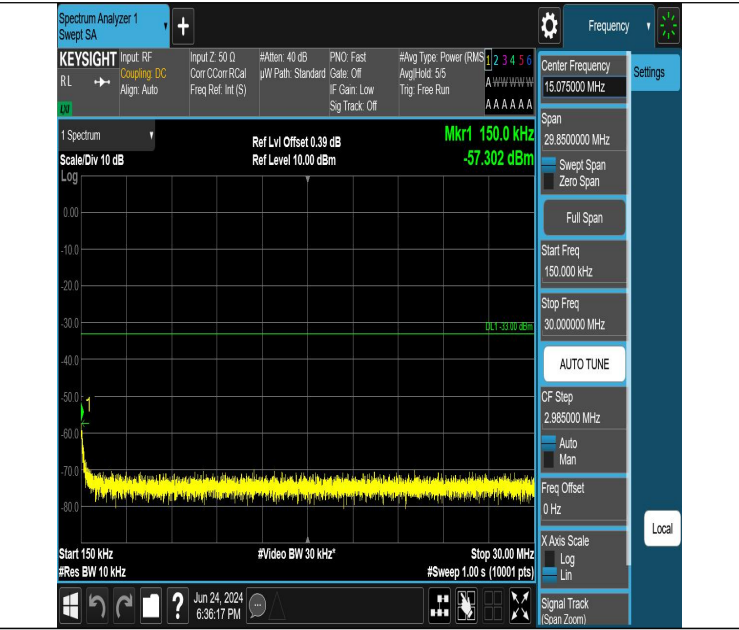 Spectrum Analyzer 1
Swept SA
+
Frequency
KEYSIGHT
RL
LXI
Input: RF
Coupling: DC
Align: Auto
Input Z: 50 Ω
Corr CCorr RCal
Freq Ref: Int (S)
#Atten: 40 dB
µW Path: Standard
PNO: Fast
Gate: Off
IF Gain: Low
Sig Track: Off
#Avg Type: Power (RMS
Avg|Hold: 5/5
Trig: Free Run
1 2 3 4 5 6
A W W W W W
A A A A A A
Center Frequency
15.075000 MHz
Settings
Span
29.8500000 MHz
Swept Span
Zero Span
Full Span
Start Freq
150.000 kHz
Stop Freq
30.000000 MHz
AUTO TUNE
CF Step
2.985000 MHz
Auto
Man
Freq Offset
0 Hz
X Axis Scale
Log
Lin
Signal Track
(Span Zoom)
Local
1 Spectrum
Scale/Div 10 dB
Log
Ref Lvl Offset 0.39 dB
Ref Level 10.00 dBm
Mkr1 150.0 kHz
-57.302 dBm
0.00
-10.0
-20.0
-30.0
DL1 -33.00 dBm
-40.0
-50.0
1
-60.0
-70.0
-80.0
Start 150 kHz
#Video BW 30 kHz*
Stop 30.00 MHz
#Res BW 10 kHz
#Sweep 1.00 s (10001 pts)
?
Jun 24, 2024
6:36:17 PM